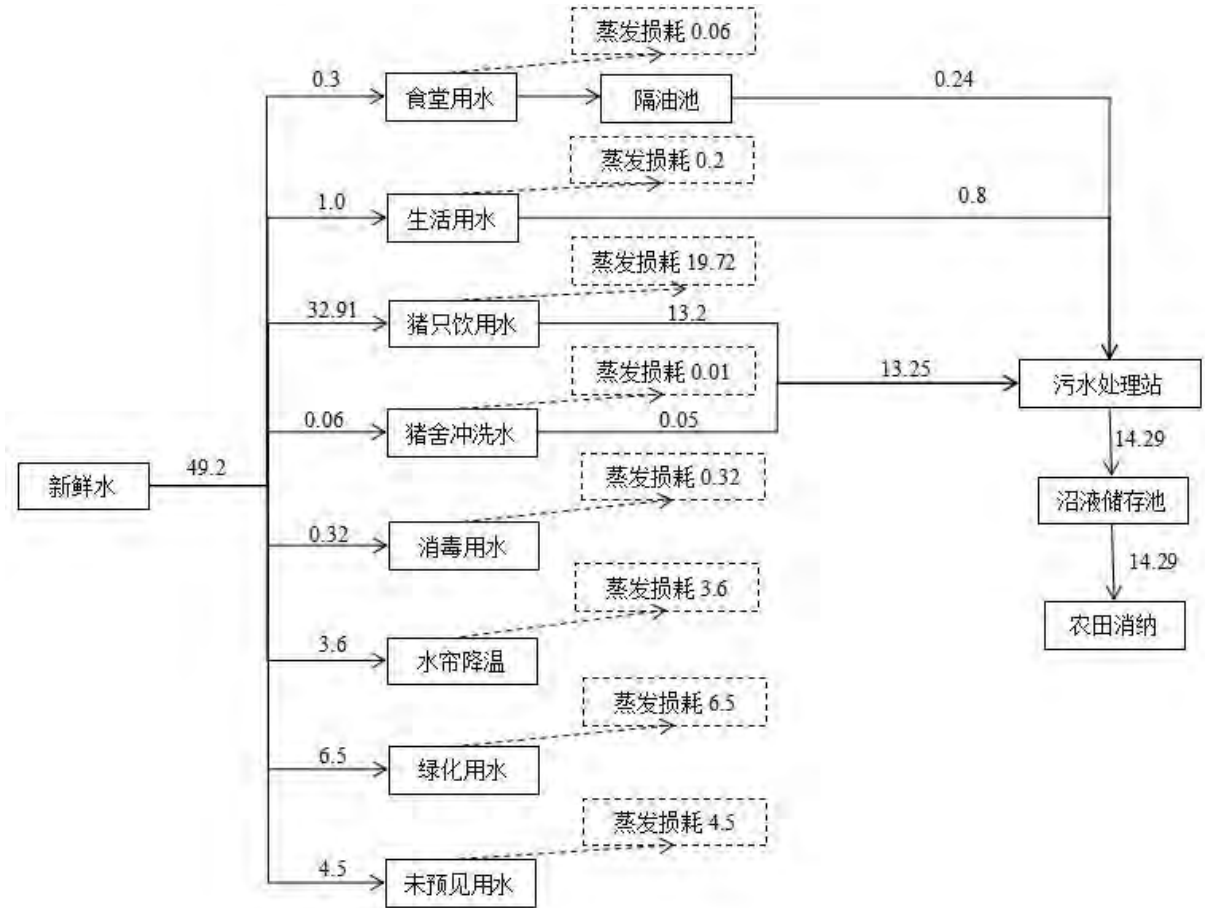 蒸发损耗 0.06
0.3
食堂用水
隔油池
0.24
蒸发损耗 0.2
1.0
生活用水
0.8
蒸发损耗 19.72
32.91
猪只饮用水
13.2
蒸发损耗 0.01
13.25
污水处理站
0.06
猪舍冲洗水
0.05
14.29
新鲜水
49.2
蒸发损耗 0.32
沼液储存池
0.32
消毒用水
14.29
蒸发损耗 3.6
农田消纳
3.6
水帘降温
蒸发损耗 6.5
6.5
绿化用水
蒸发损耗 4.5
4.5
未预见用水